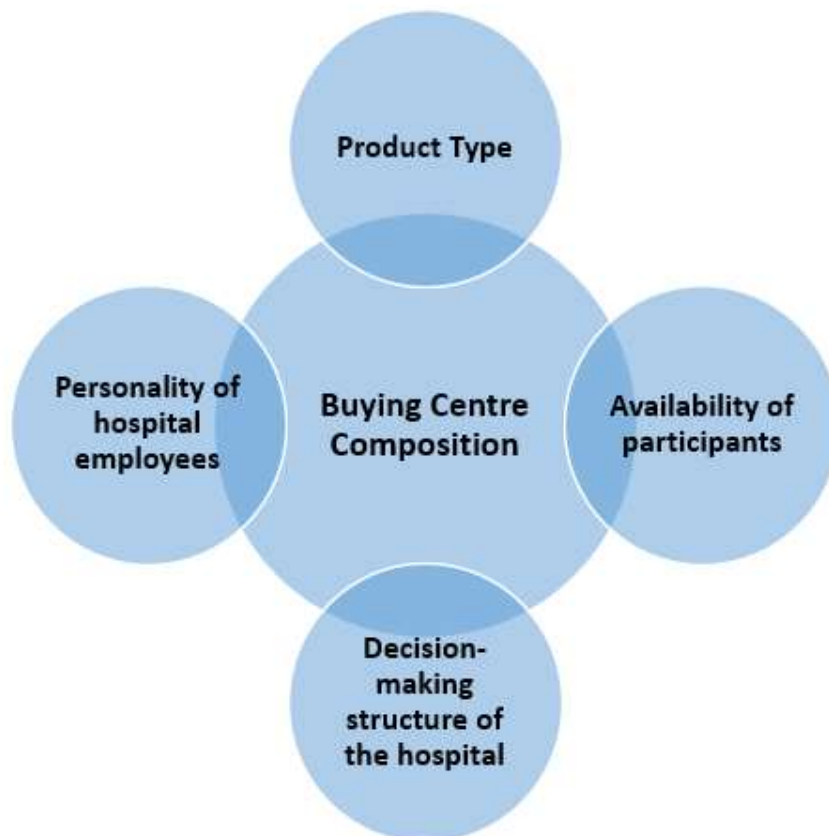 Product Type
Personality of
hospital
employees
Buying Centre
Composition
Availability of
participants
Decision-
making
structure of
the hospital